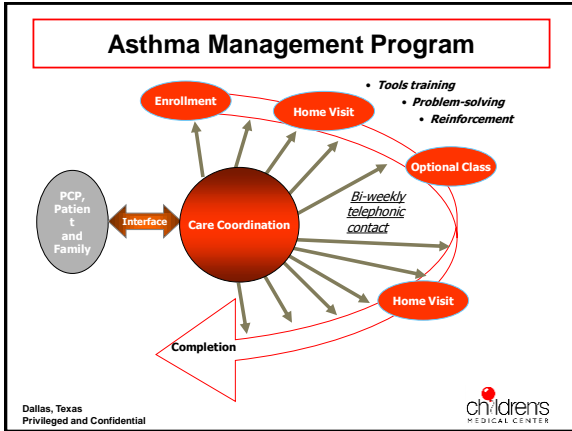 Asthma Management Program
• Tools training
• Problem-solving
• Reinforcement
Enrollment
Home Visit
Optional Class
PCP,
Patien
t
and
Family
Interface
Care Coordination
Bi-weekly
telephonic
contact
Home Visit
Completion
Dallas, Texas
Privileged and Confidential
children's
MEDICAL CENTER